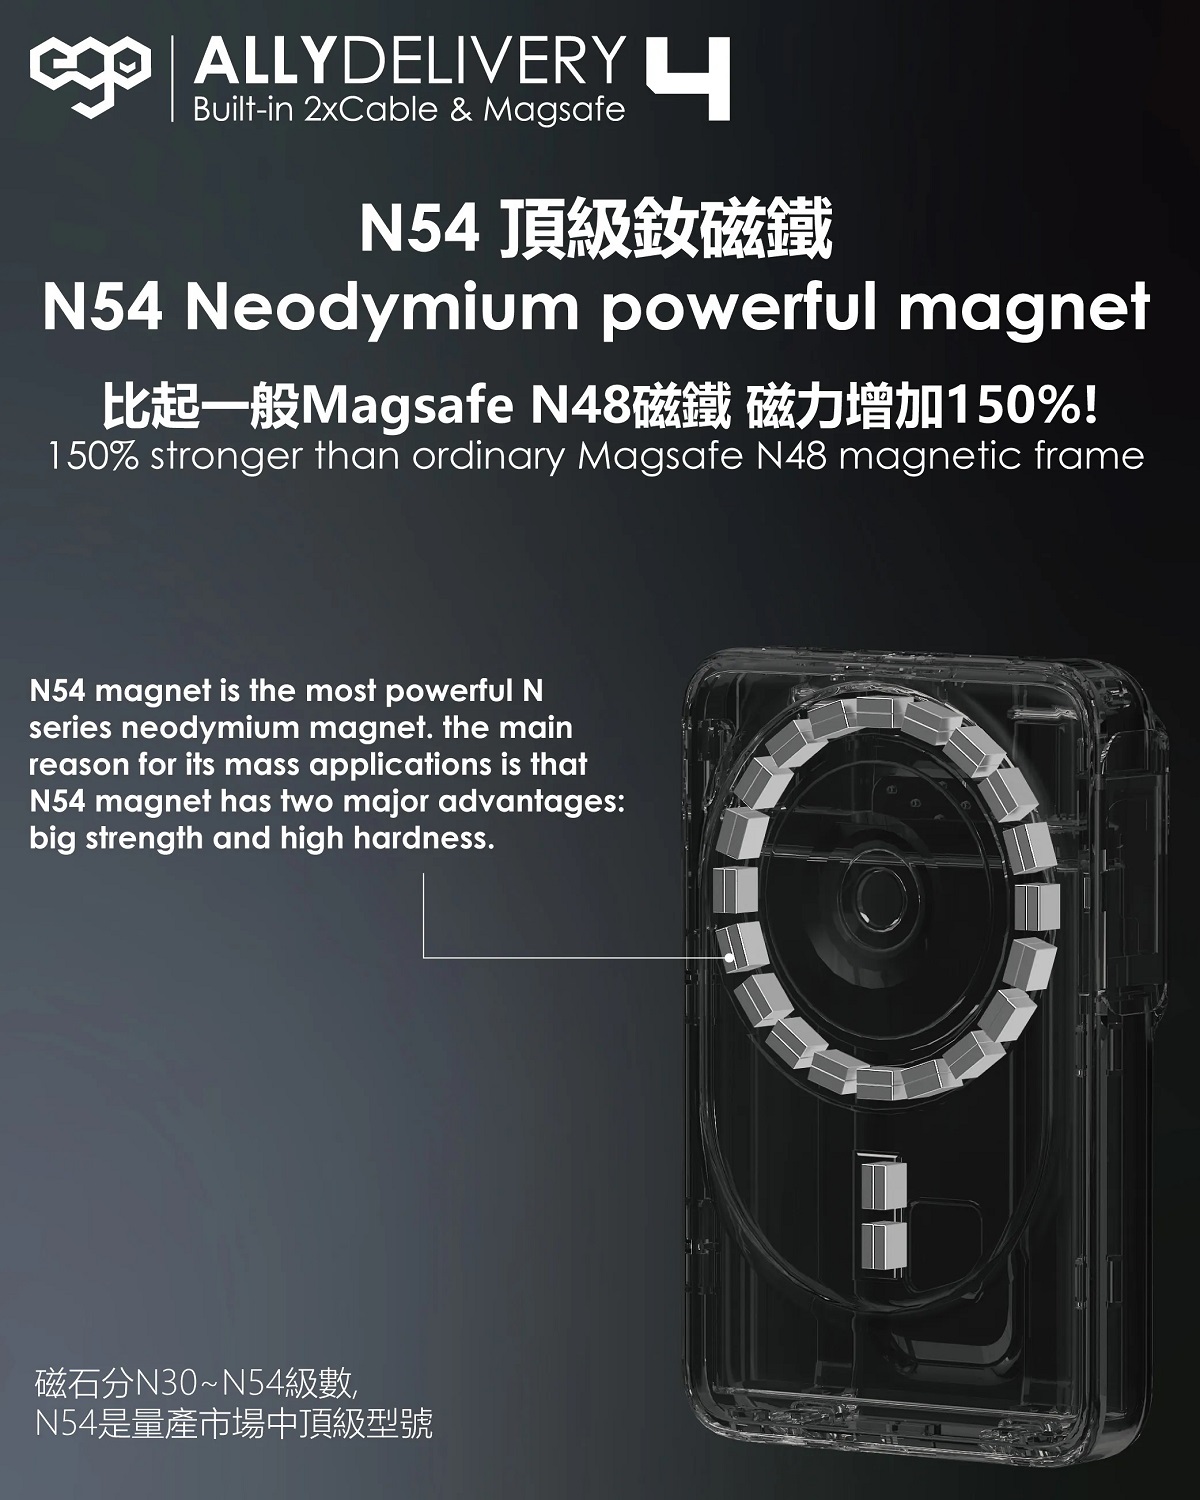 ego ALLYDELIVERY 4
Built-in 2xCable & Magsafe
N54 頂級釹磁鐵
N54 Neodymium powerful magnet
比起一般Magsafe N48磁鐵 磁力增加150%!
150% stronger than ordinary Magsafe N48 magnetic frame
N54 magnet is the most powerful N
series neodymium magnet. the main
reason for its mass applications is that
N54 magnet has two major advantages:
big strength and high hardness.
磁石分N30~N54級數,
N54是量產市場中頂級型號